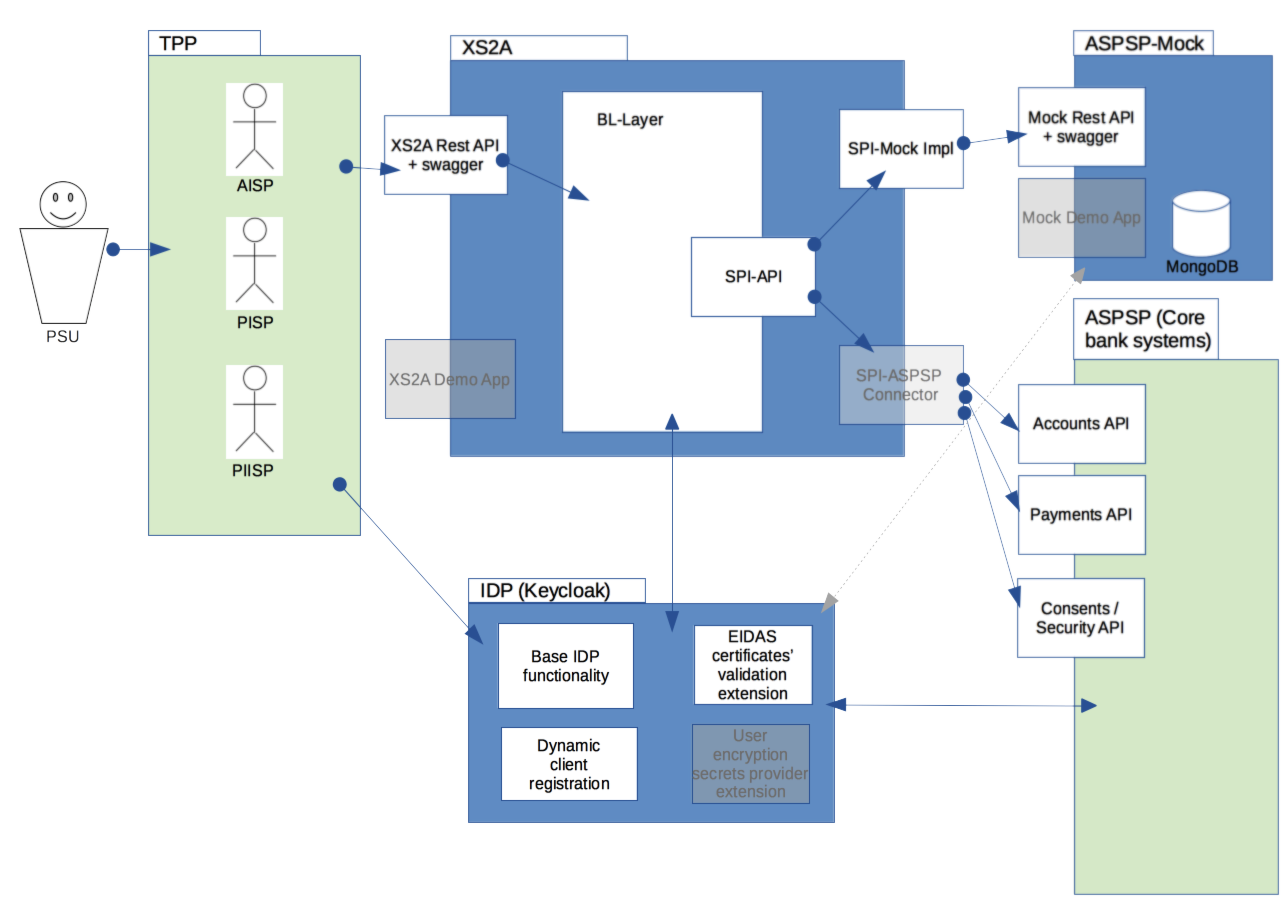 TPP
AISP
PISP
PIISP
PSU
XS2A
BL-Layer
XS2A Rest API
+ swagger
SPI-API
SPI-Mock Impl
XS2A Demo App
SPI-ASPSP
Connector
ASPSP-Mock
Mock Rest API
+ swagger
Mock Demo App
MongoDB
ASPSP (Core
bank systems)
Accounts API
Payments API
Consents /
Security API
IDP (Keycloak)
Base IDP
functionality
EIDAS
certificates’
validation
extension
Dynamic
client
registration
User
encryption
secrets provider
extension